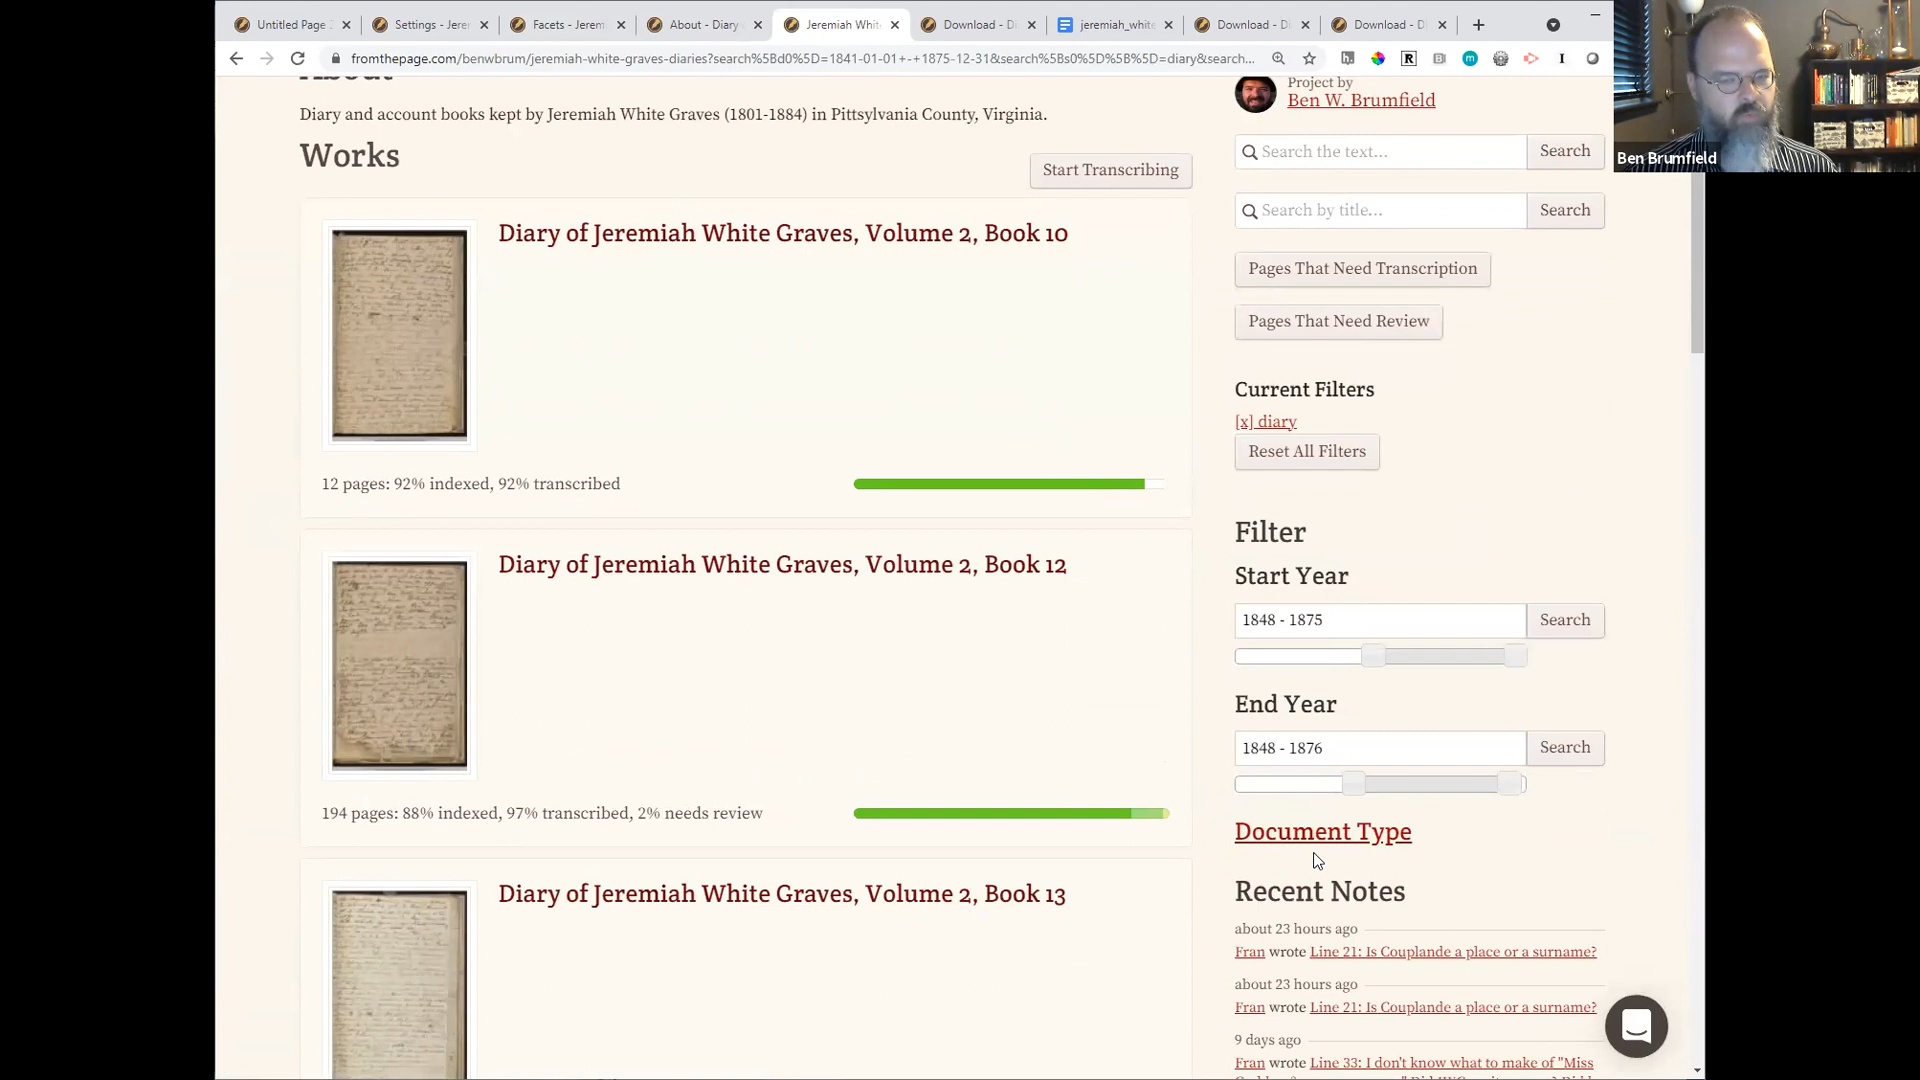 Untitled Page
Settings - Jere
Facets - Jerem
About - Diary
Jeremiah Whit
Download - D
jeremiah_white
Download - Di
Download - D
fromthepage.com/benwbrum/jeremiah-white-graves-diaries?search%5Bd0%5D=1841-01-01+-+1875-12-31&search%5Bs0%5D%5B%5D=diary&search...
About
Diary and account books kept by Jeremiah White Graves (1801-1884) in Pittsylvania County, Virginia.
Works
Start Transcribing
Diary of Jeremiah White Graves, Volume 2, Book 10
12 pages: 92% indexed, 92% transcribed
Diary of Jeremiah White Graves, Volume 2, Book 12
194 pages: 88% indexed, 97% transcribed, 2% needs review
Diary of Jeremiah White Graves, Volume 2, Book 13
Project by
Ben W. Brumfield
Search the text... Search
Search by title... Search
Pages That Need Transcription
Pages That Need Review
Current Filters
[x] diary
Reset All Filters
Filter
Start Year
1848 - 1875 Search
End Year
1848 - 1876 Search
Document Type
Recent Notes
about 23 hours ago
Fran wrote Line 21: Is Couplande a place or a surname?
about 23 hours ago
Fran wrote Line 21: Is Couplande a place or a surname?
9 days ago
Fran wrote Line 33: I don't know what to make of "Miss
Ben Brumfield